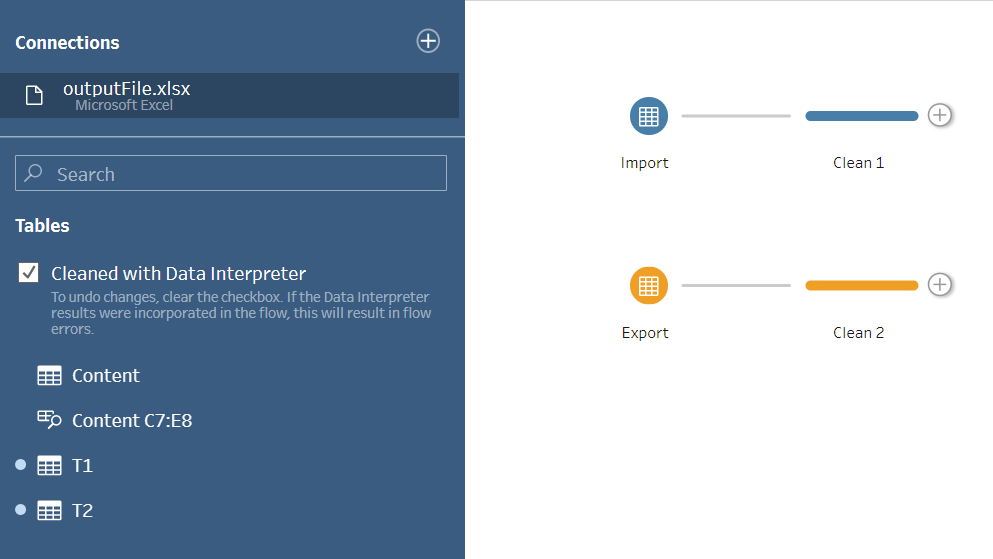 Connections
outputFile.xlsx
Microsoft Excel
Search
Tables
Cleaned with Data Interpreter
To undo changes, clear the checkbox. If the Data Interpreter
results were incorporated in the flow, this will result in flow
errors.
Content
Content C7:E8
T1
T2
Import
Clean 1
Export
Clean 2